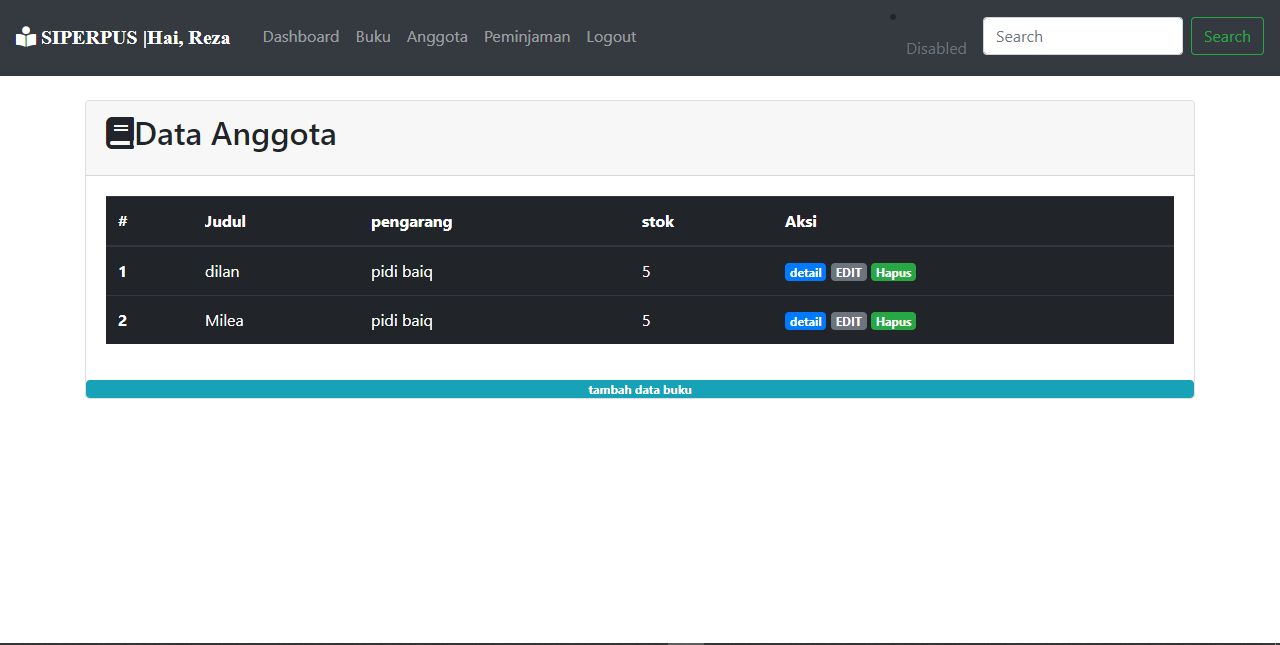 SIPERPUS |Hai, Reza Dashboard Buku Anggota Peminjaman Logout Disabled Search Search
Data Anggota
# Judul pengarang stok Aksi
1 dilan pidi baiq 5 detail EDIT Hapus
2 Milea pidi baiq 5 detail EDIT Hapus
tambah data buku